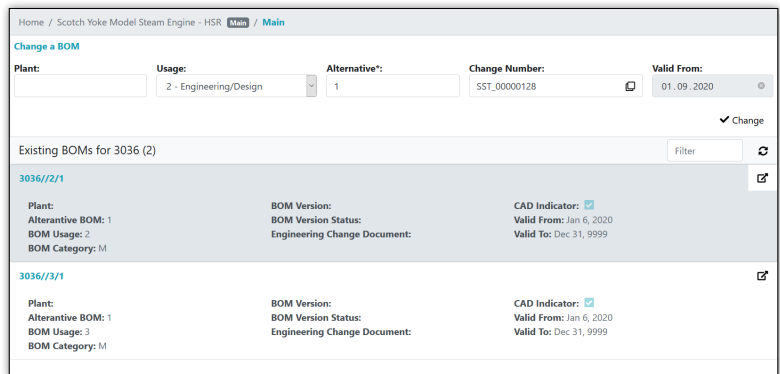 Home / Scotch Yoke Model Steam Engine - HSR Main / Main
Change a BOM
Plant: Usage: Alternative*: Change Number: Valid From:
2 - Engineering/Design 1 SST_00000128 01.09.2020
Change
Existing BOMs for 3036 (2) Filter
3036//2/1
Plant: BOM Version: CAD Indicator:
Alterantive BOM: 1 BOM Version Status: Valid From: Jan 6, 2020
BOM Usage: 2 Engineering Change Document: Valid To: Dec 31, 9999
BOM Category: M
3036//3/1
Plant: BOM Version: CAD Indicator:
Alterantive BOM: 1 BOM Version Status: Valid From: Jan 6, 2020
BOM Usage: 3 Engineering Change Document: Valid To: Dec 31, 9999
BOM Category: M